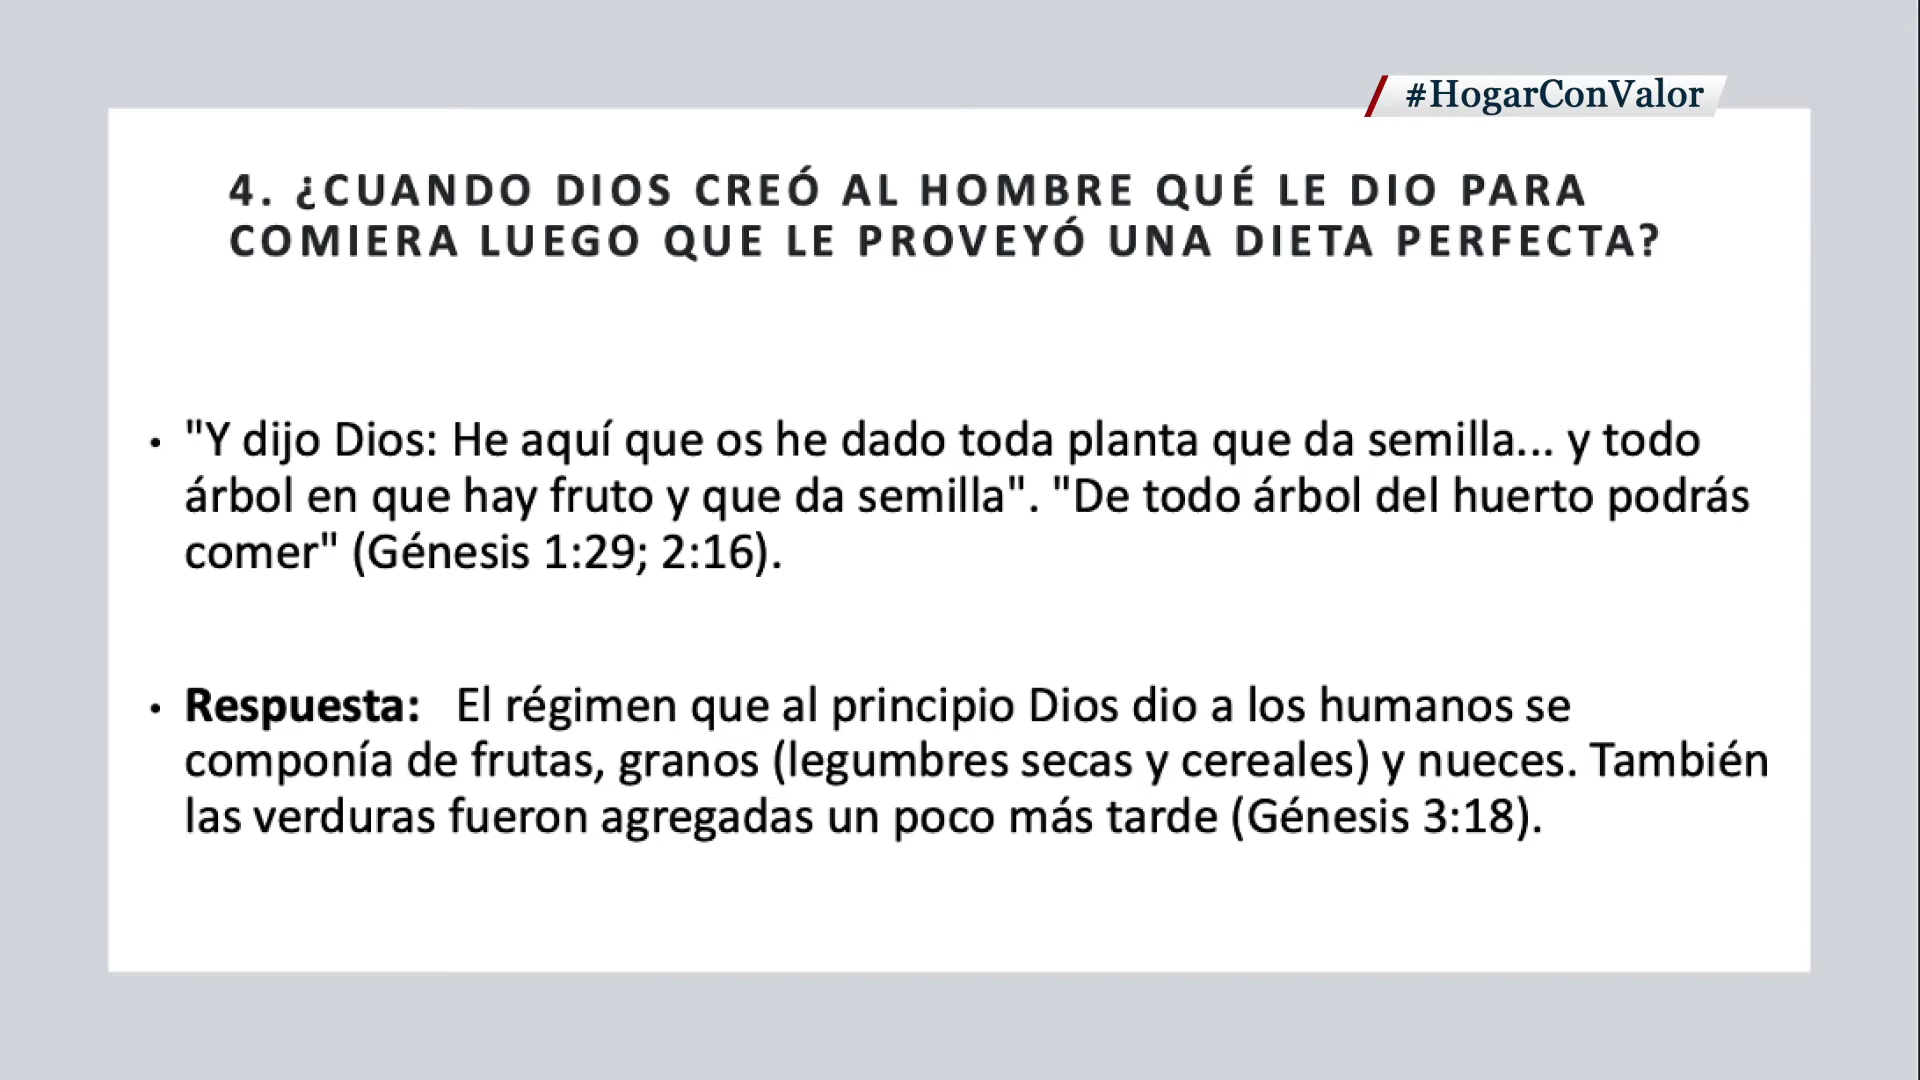 #HogarConValor
4. ¿CUANDO DIOS CREÓ AL HOMBRE QUÉ LE DIO PARA
COMIERA LUEGO QUE LE PROVEYÓ UNA DIETA PERFECTA?
• "Y dijo Dios: He aquí que os he dado toda planta que da semilla... y todo
árbol en que hay fruto y que da semilla". "De todo árbol del huerto podrás
comer" (Génesis 1:29; 2:16).
• Respuesta: El régimen que al principio Dios dio a los humanos se
componía de frutas, granos (legumbres secas y cereales) y nueces. También
las verduras fueron agregadas un poco más tarde (Génesis 3:18).